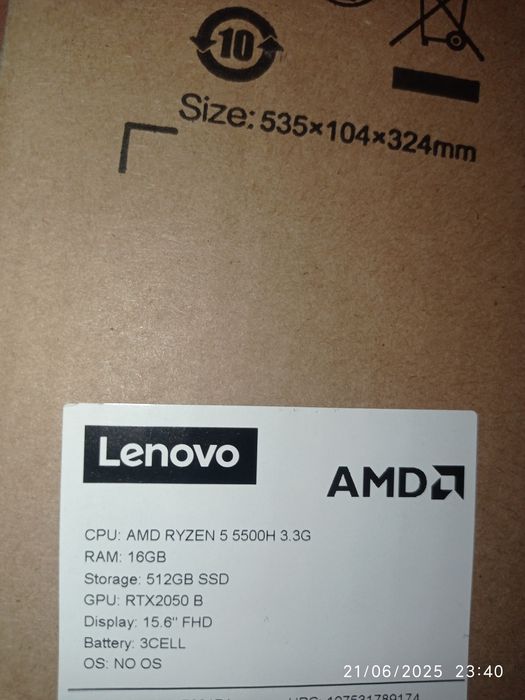 10
Size: 535×104×324mm
Lenovo
AMD
CPU: AMD RYZEN 5 5500H 3.3G
RAM: 16GB
Storage: 512GB SSD
GPU: RTX2050 B
Display: 15.6" FHD
Battery: 3CELL
OS: NO OS
21/06/2025 23:40